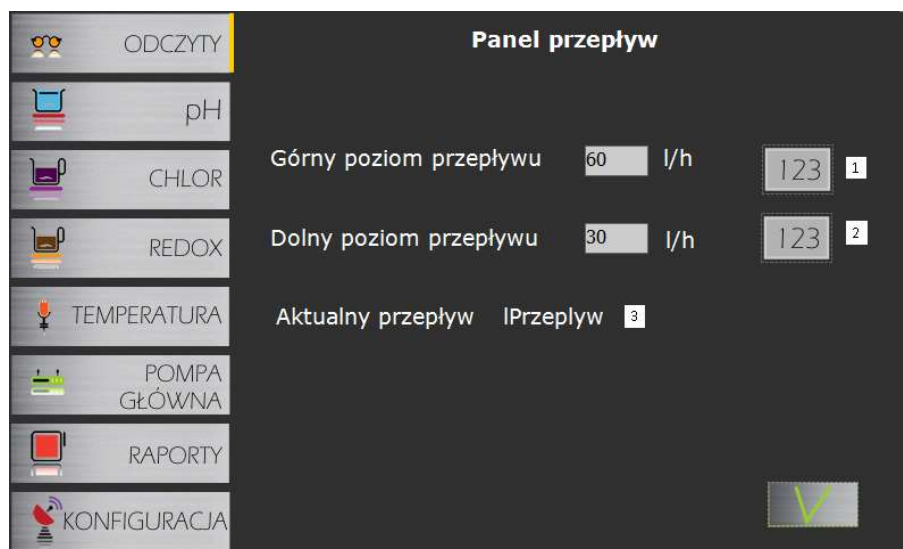 ODCZYTY
pH
CHLOR
REDOX
TEMPERATURA
POMPA
GŁÓWNA
RAPORTY
KONFIGURACJA
Panel przepływ
Górny poziom przepływu 60 l/h 123 1
Dolny poziom przepływu 30 l/h 123 2
Aktualny przepływ lPrzeplyw 3